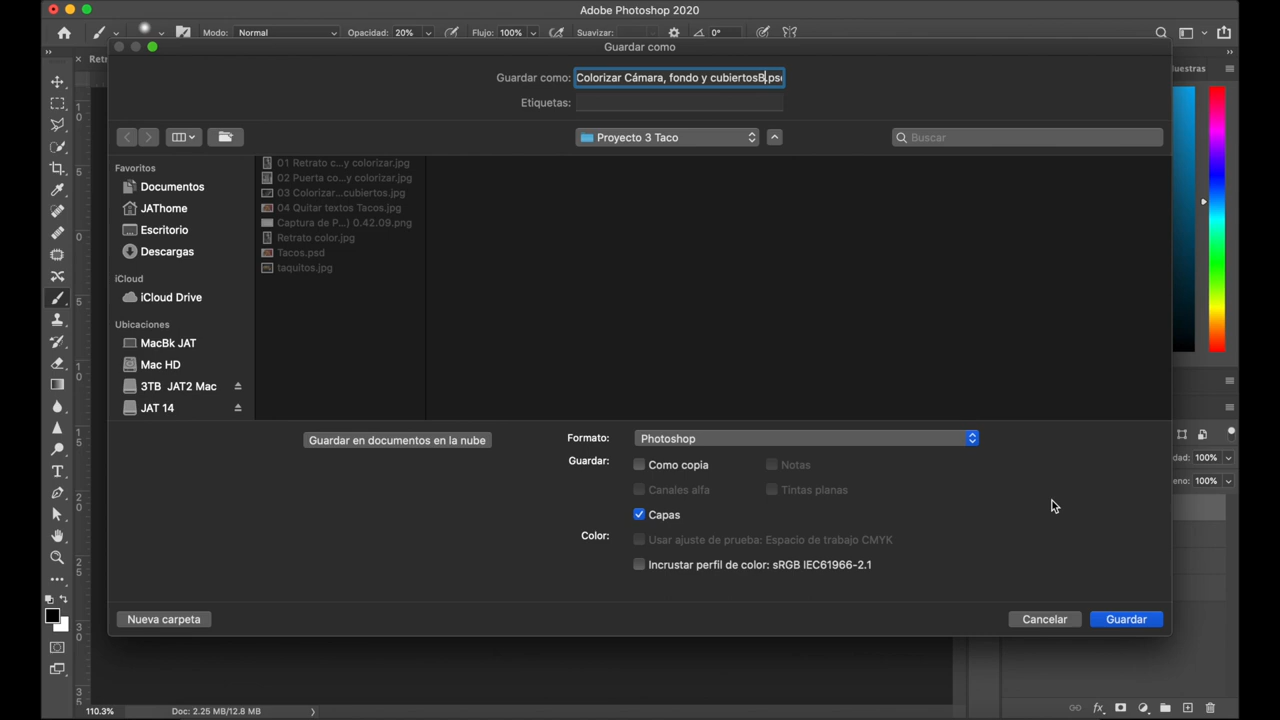 Adobe Photoshop 2020
Modo: Normal Opacidad: 20% Flujo: 100% Suavizar: 0°
Guardar como
× Retr
Guardar como: Colorizar Cámara, fondo y cubiertosB.psd
uestras
Etiquetas:
Proyecto 3 Taco
Buscar
Favoritos
Documentos
JAThome
Escritorio
Descargas
iCloud
iCloud Drive
Ubicaciones
MacBk JAT
Mac HD
3TB JAT2 Mac
JAT 14
01 Retrato c...y colorizar.jpg
02 Puerta co...y colorizar.jpg
03 Colorizar...cubiertos.jpg
04 Quitar textos Tacos.jpg
Captura de P...) 0.42.09.png
Retrato color.jpg
Tacos.psd
taquitos.jpg
Guardar en documentos en la nube
Formato: Photoshop
Guardar: Como copia Notas
Canales alfa Tintas planas
Capas
Color: Usar ajuste de prueba: Espacio de trabajo CMYK
Incrustar perfil de color: sRGB IEC61966-2.1
dad: 100%
eno: 100%
Nueva carpeta
Cancelar
Guardar
110.3% Doc: 2.25 MB/12.8 MB